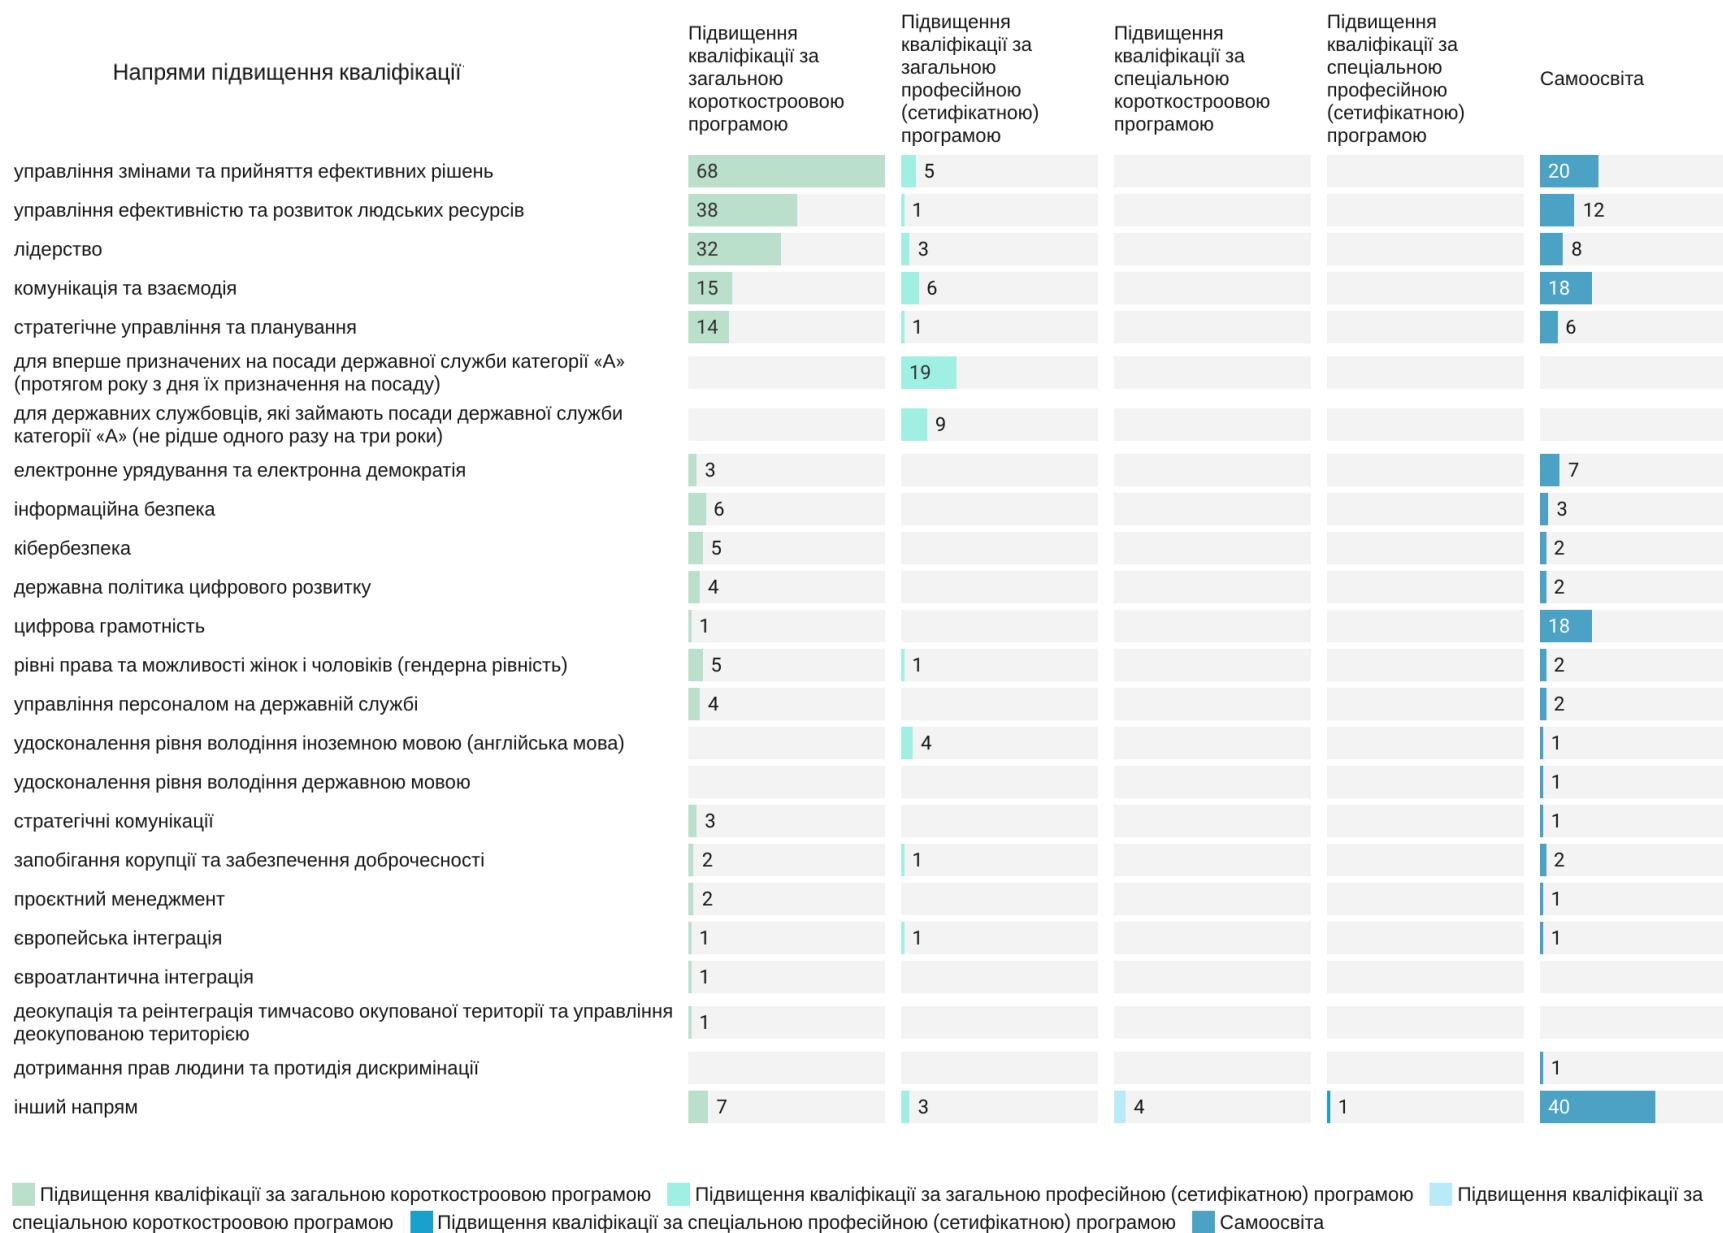 Напрями підвищення кваліфікації
Підвищення
кваліфікації за
загальною
короткостроовою
програмою
Підвищення
кваліфікації за
загальною
професійною
(сетифікатною)
програмою
Підвищення
кваліфікації за
спеціальною
короткостроовою
програмою
Підвищення
кваліфікації за
спеціальною
професійною
(сетифікатною)
програмою
Самоосвіта
управління змінами та прийняття ефективних рішень 68 5 20
управління ефективністю та розвиток людських ресурсів 38 1 12
лідерство 32 3 8
комунікація та взаємодія 15 6 18
стратегічне управління та планування 14 1 6
для вперше призначених на посади державної служби категорії «А»
(протягом року з дня їх призначення на посаду) 19
для державних службовців, які займають посади державної служби
категорії «А» (не рідше одного разу на три роки) 9
електронне урядування та електронна демократія 3 7
інформаційна безпека 6 3
кібербезпека 5 2
державна політика цифрового розвитку 4 2
цифрова грамотність 1 18
рівні права та можливості жінок і чоловіків (гендерна рівність) 5 1 2
управління персоналом на державній службі 4 2
удосконалення рівня володіння іноземною мовою (англійська мова) 4 1
удосконалення рівня володіння державною мовою 1
стратегічні комунікації 3 1
запобігання корупції та забезпечення доброчесності 2 1 2
проєктний менеджмент 2 1
європейська інтеграція 1 1 1
євроатлантична інтеграція 1
деокупація та реінтеграція тимчасово окупованої території та управління
деокупованою територією 1
дотримання прав людини та протидія дискримінації 1
інший напрям 7 3 4 1 40
Підвищення кваліфікації за загальною короткостроовою програмою Підвищення кваліфікації за загальною професійною (сетифікатною) програмою Підвищення кваліфікації за
спеціальною короткостроовою програмою Підвищення кваліфікації за спеціальною професійною (сетифікатною) програмою Самоосвіта